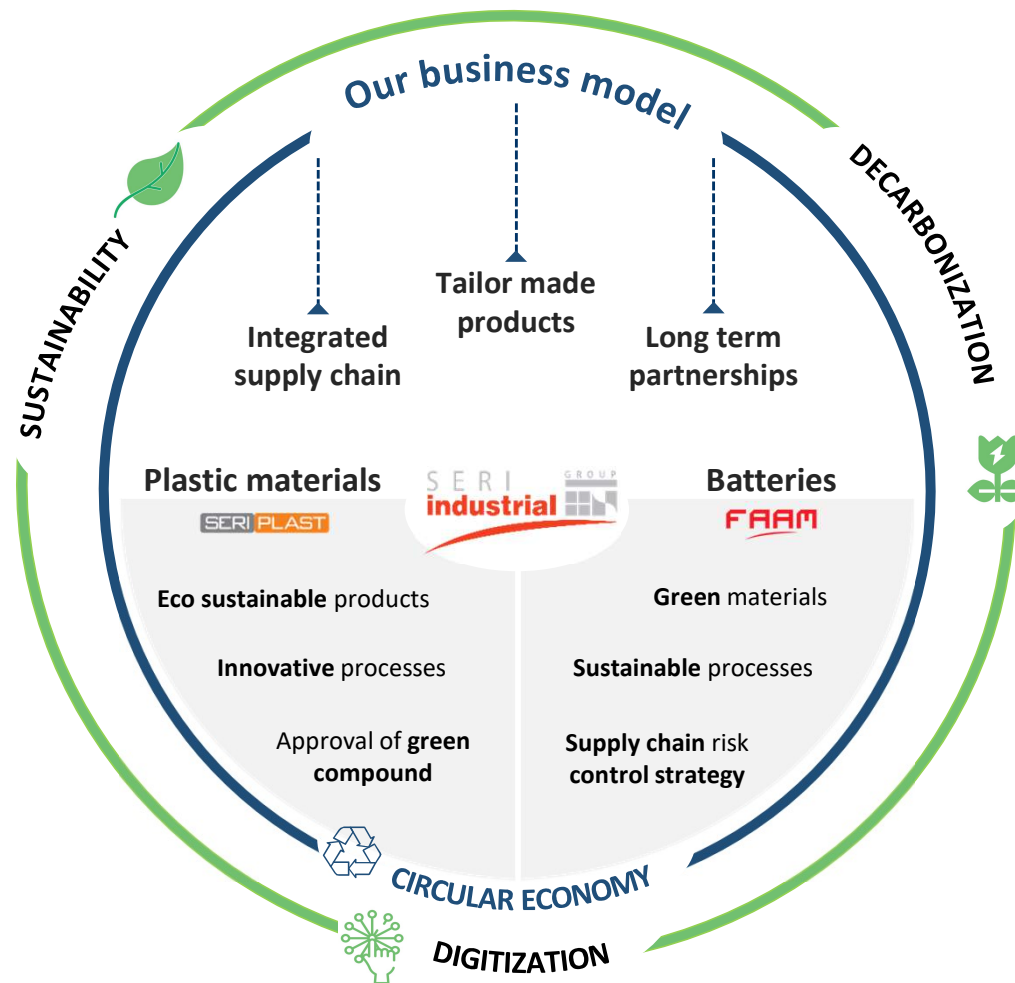 Our business model
SUSTAINABILITY
DECARBONIZATION
Tailor made
products
Integrated
supply chain
Long term
partnerships
Plastic materials
SERI PLAST
SERI
industrial
GROUP
Batteries
FAAM
Eco sustainable products
Innovative processes
Approval of green
compound
Green materials
Sustainable processes
Supply chain risk
control strategy
CIRCULAR ECONOMY
DIGITIZATION